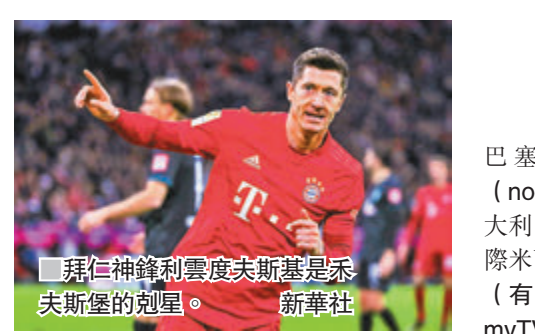 ■拜仁神鋒利雲度夫斯基是禾
夫斯堡的剋星。 新華社
T
巴塞
（no
大利
際米
（有
myTV